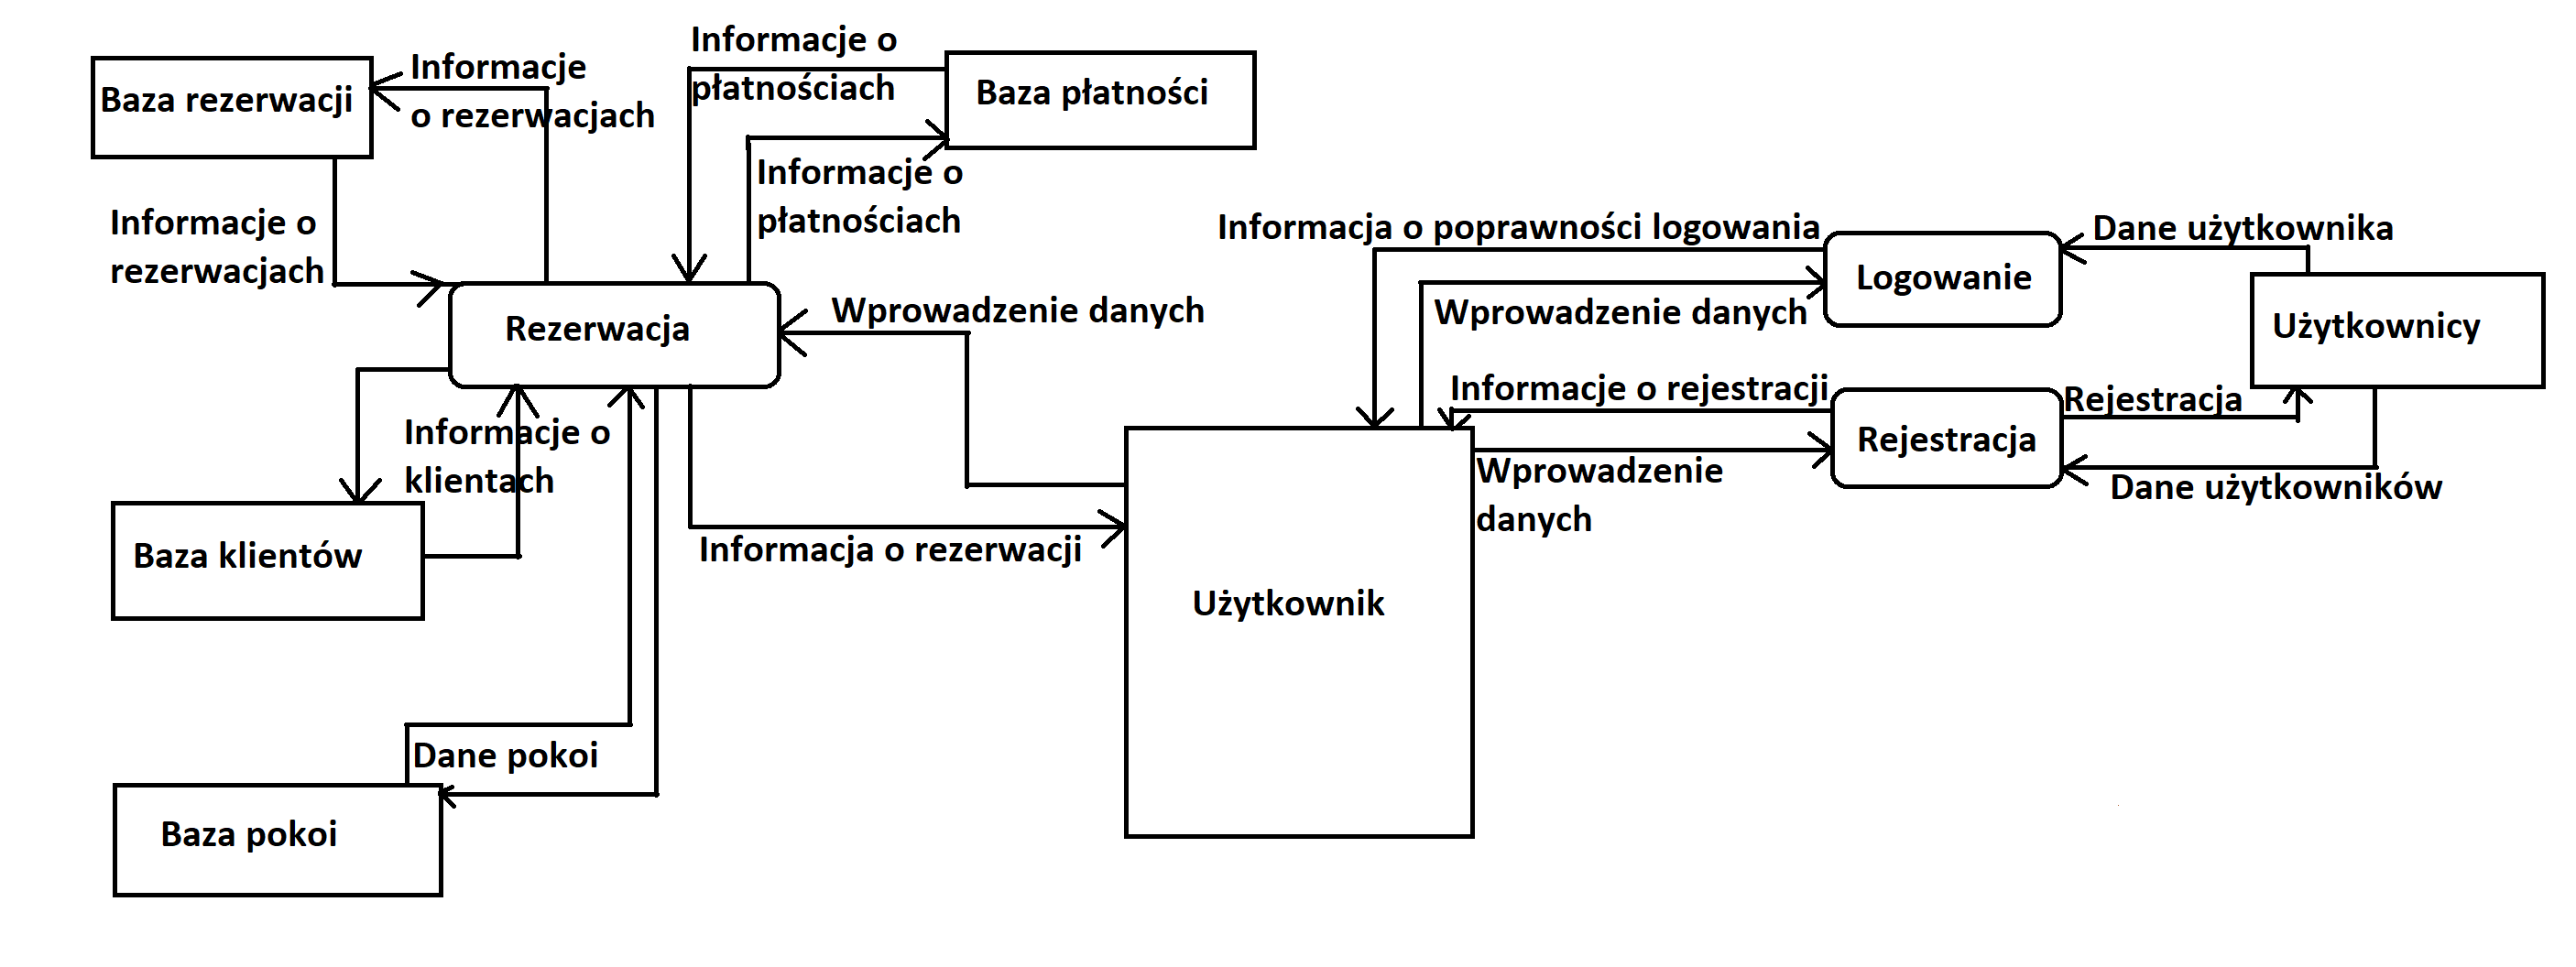 Informacje o
płatnościach
Baza rezerwacji
Informacje
o rezerwacjach
Baza płatności
Informacje o
płatnościach
Informacje o
rezerwacjach
Informacja o poprawności logowania
Dane użytkownika
Logowanie
Wprowadzenie danych
Wprowadzenie danych
Rezerwacja
Użytkownicy
Informacje o rejestracji
Rejestracja
Rejestracja
Informacje o
klientach
Wprowadzenie
danych
Dane użytkowników
Baza klientów
Informacja o rezerwacji
Użytkownik
Dane pokoi
Baza pokoi